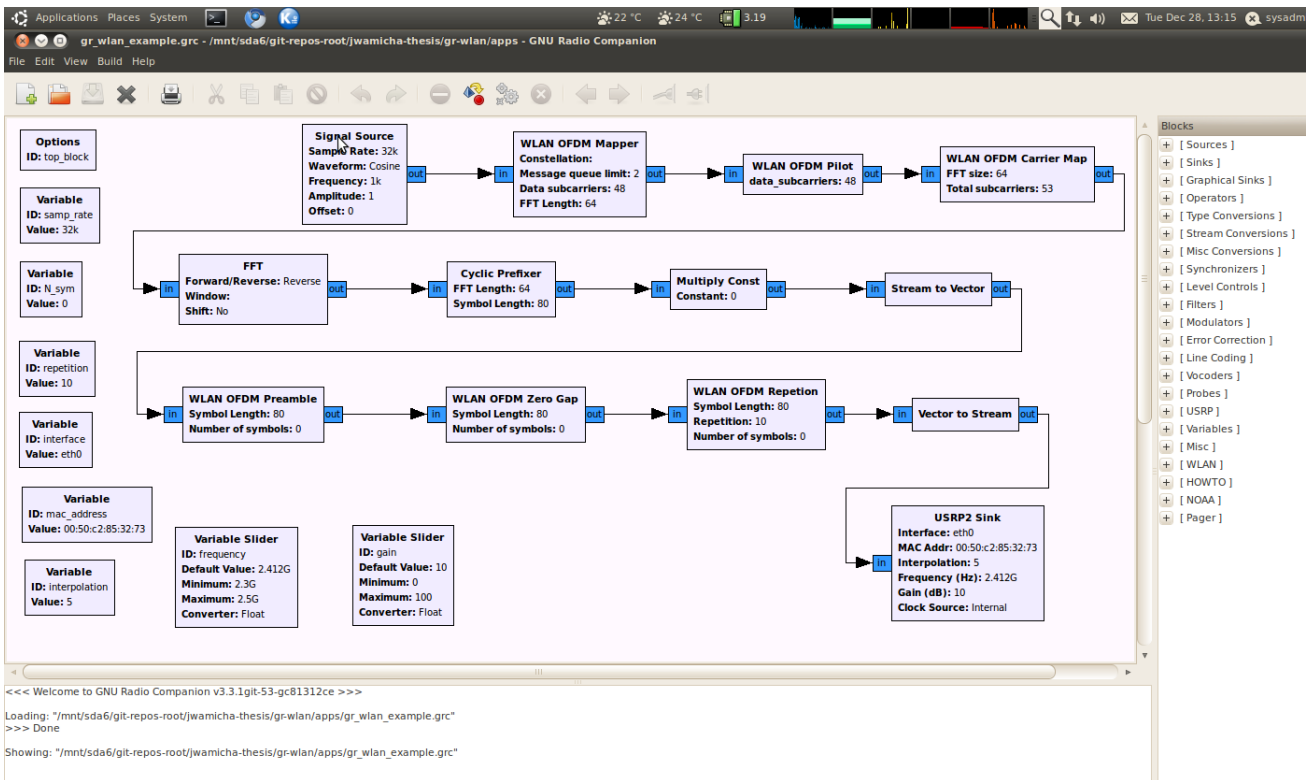 Applications Places System 22 °C 24 °C 3.19 Tue Dec 28, 13:15 sysadm
gr_wlan_example.grc - /mnt/sda6/git-repos-root/jwamicha-thesis/gr-wlan/apps - GNU Radio Companion
File Edit View Build Help
Options
ID: top_block
Variable
ID: samp_rate
Value: 32k
Variable
ID: N_sym
Value: 0
Variable
ID: repetition
Value: 10
Variable
ID: interface
Value: eth0
Variable
ID: mac_address
Value: 00:50:c2:85:32:73
Variable
ID: interpolation
Value: 5
Signal Source
Sample Rate: 32k
Waveform: Cosine
Frequency: 1k
Amplitude: 1
Offset: 0
out
in
WLAN OFDM Mapper
Constellation:
Message queue limit: 2
Data subcarriers: 48
FFT Length: 64
out
in
WLAN OFDM Pilot
data_subcarriers: 48
out
in
WLAN OFDM Carrier Map
FFT size: 64
Total subcarriers: 53
out
in
FFT
Forward/Reverse: Reverse
Window:
Shift: No
out
in
Cyclic Prefixer
FFT Length: 64
Symbol Length: 80
out
in
Multiply Const
Constant: 0
out
in
Stream to Vector
out
in
WLAN OFDM Preamble
Symbol Length: 80
Number of symbols: 0
out
in
WLAN OFDM Zero Gap
Symbol Length: 80
Number of symbols: 0
out
in
WLAN OFDM Repetion
Symbol Length: 80
Repetition: 10
Number of symbols: 0
out
in
Vector to Stream
out
in
USRP2 Sink
Interface: eth0
MAC Addr: 00:50:c2:85:32:73
Interpolation: 5
Frequency (Hz): 2.412G
Gain (dB): 10
Clock Source: Internal
Variable Slider
ID: frequency
Default Value: 2.412G
Minimum: 2.3G
Maximum: 2.5G
Converter: Float
Variable Slider
ID: gain
Default Value: 10
Minimum: 0
Maximum: 100
Converter: Float
Blocks
[ Sources ]
[ Sinks ]
[ Graphical Sinks ]
[ Operators ]
[ Type Conversions ]
[ Stream Conversions ]
[ Misc Conversions ]
[ Synchronizers ]
[ Level Controls ]
[ Filters ]
[ Modulators ]
[ Error Correction ]
[ Line Coding ]
[ Vocoders ]
[ Probes ]
[ USRP ]
[ Variables ]
[ Misc ]
[ WLAN ]
[ HOWTO ]
[ NOAA ]
[ Pager ]
<<< Welcome to GNU Radio Companion v3.3.1git-53-gc81312ce >>>
Loading: "/mnt/sda6/git-repos-root/jwamicha-thesis/gr-wlan/apps/gr_wlan_example.grc"
>>> Done
Showing: "/mnt/sda6/git-repos-root/jwamicha-thesis/gr-wlan/apps/gr_wlan_example.grc"